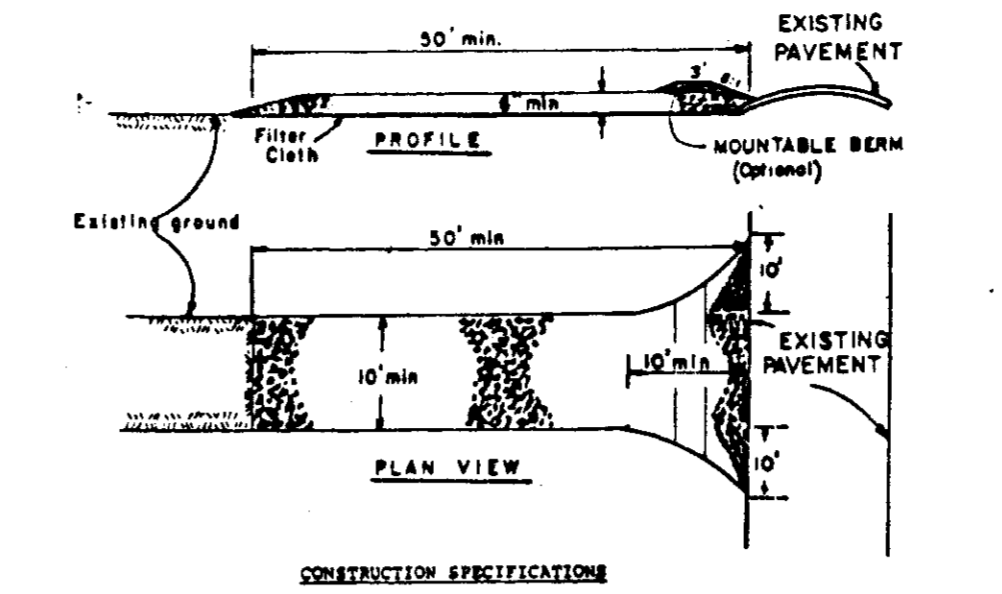 50' min.
EXISTING
PAVEMENT
3'
min
Filter
Cloth
PROFILE
MOUNTABLE BERM
(Optional)
Existing ground
50' min
10'
10' min
10' min
EXISTING
PAVEMENT
10'
PLAN VIEW
CONSTRUCTION SPECIFICATIONS